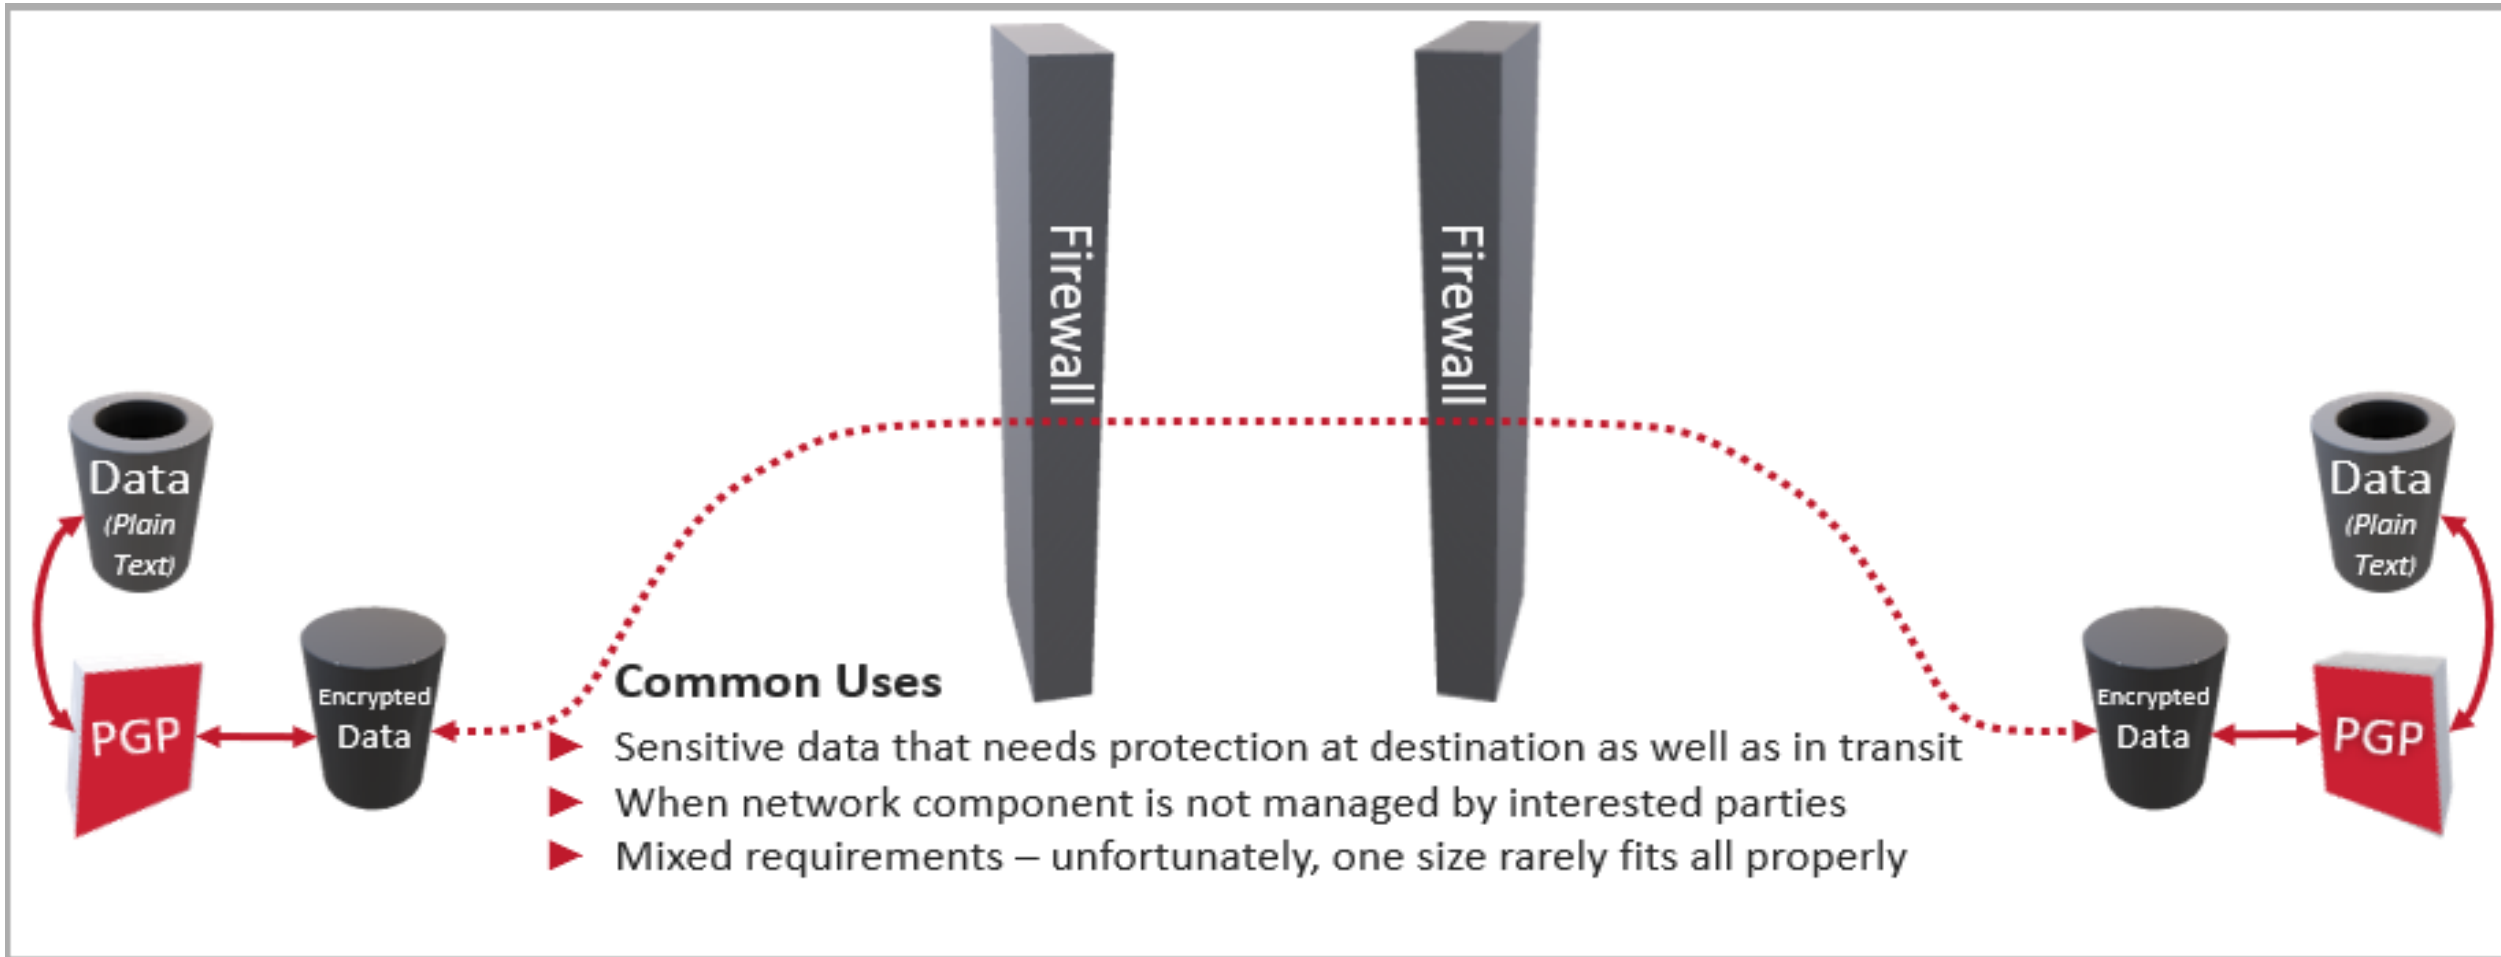 Firewall
Firewall
Data
(Plain
Text)
PGP
Encrypted
Data
Data
(Plain
Text)
Encrypted
Data
PGP
Common Uses
Sensitive data that needs protection at destination as well as in transit
When network component is not managed by interested parties
Mixed requirements – unfortunately, one size rarely fits all properly